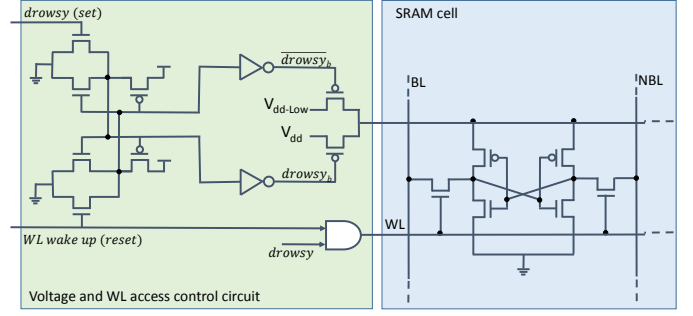 drowsy (set)
SRAM cell
drowsy_b
BL
NBL
V_dd-Low
V_dd
drowsy_b
WL
WL wake up (reset)
drowsy
Voltage and WL access control circuit